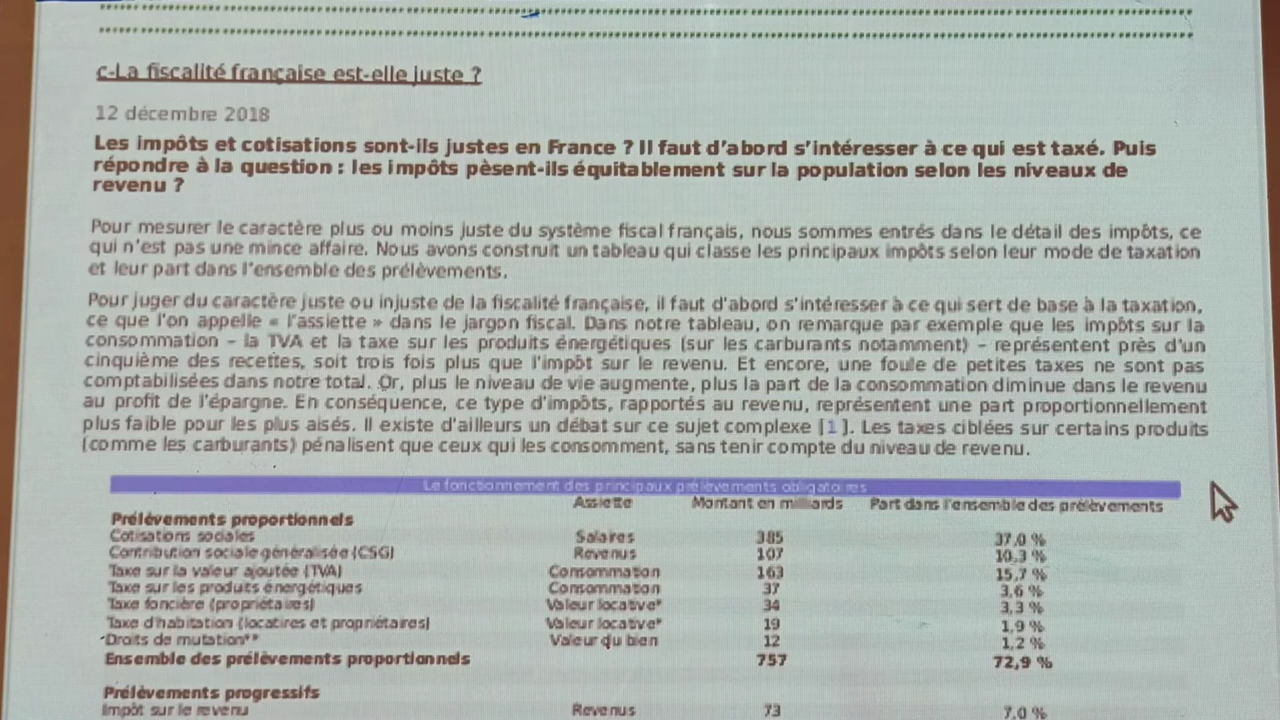 c-La fiscalité française est-elle juste ?
12 décembre 2018
Les impôts et cotisations sont-ils justes en France ? Il faut d'abord s'intéresser à ce qui est taxé. Puis
répondre à la question : les impôts pèsent-ils équitablement sur la population selon les niveaux de
revenu ?
Pour mesurer le caractère plus ou moins juste du système fiscal français, nous sommes entrés dans le détail des impôts, ce
qui n'est pas une mince affaire. Nous avons construit un tableau qui classe les principaux impôts selon leur mode de taxation
et leur part dans l'ensemble des prélèvements.
Pour juger du caractère juste ou injuste de la fiscalité française, il faut d'abord s'intéresser à ce qui sert de base à la taxation,
ce que l'on appelle « l'assiette » dans le jargon fiscal. Dans notre tableau, on remarque par exemple que les impôts sur la
consommation – la TVA et la taxe sur les produits énergétiques (sur les carburants notamment) – représentent près d'un
cinquième des recettes, soit trois fois plus que l'impôt sur le revenu. Et encore, une foule de petites taxes ne sont pas
comptabilisées dans notre total. Or, plus le niveau de vie augmente, plus la part de la consommation diminue dans le revenu
au profit de l'épargne. En conséquence, ce type d'impôts, rapportés au revenu, représentent une part proportionnellement
plus faible pour les plus aisés. Il existe d'ailleurs un débat sur ce sujet complexe [1]. Les taxes ciblées sur certains produits
(comme les carburants) pénalisent que ceux qui les consomment, sans tenir compte du niveau de revenu.
Le fonctionnement des principaux prélèvements obligatoires
Assiette Montant en milliards Part dans l'ensemble des prélèvements
Prélèvements proportionnels
Cotisations sociales Salaires 385 37,0 %
Contribution sociale généralisée (CSG) Revenus 107 10,3 %
Taxe sur la valeur ajoutée (TVA) Consommation 163 15,7 %
Taxe sur les produits énergétiques Consommation 37 3,6 %
Taxe foncière (propriétaires) Valeur locative* 34 3,3 %
Taxe d'habitation (locatires et propriétaires) Valeur locative* 19 1,9 %
Droits de mutation** Valeur du bien 12 1,2 %
Ensemble des prélèvements proportionnels 757 72,9 %
Prélèvements progressifs
Impôt sur le revenu Revenus 73 7,0 %